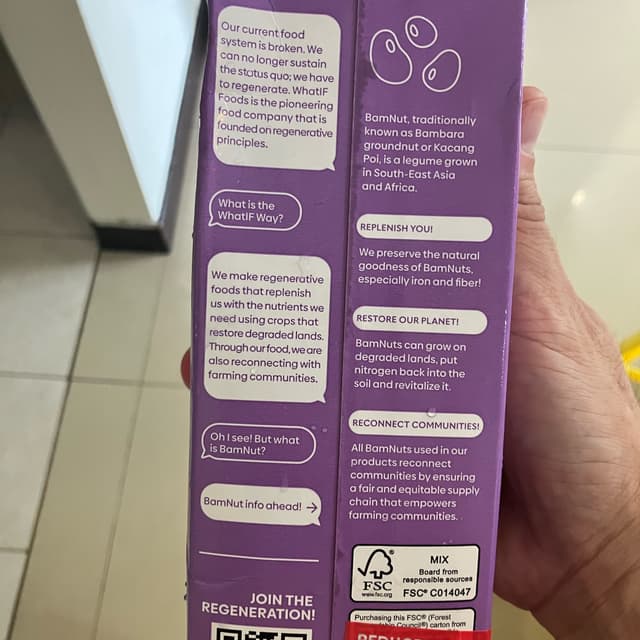 Our current food
system is broken. We
can no longer sustain
the status quo; we have
to regenerate. WhatIF
Foods is the pioneering
food company that is
founded on regenerative
principles.
What is the
WhatIF Way?
We make regenerative
foods that replenish
us with the nutrients we
need using crops that
restore degraded lands.
Through our food, we are
also reconnecting with
farming communities.
Oh I see! But what
is BamNut?
BamNut info ahead! →
JOIN THE
REGENERATION!
BamNut, traditionally
known as Bambara
groundnut or Kacang
Poi, is a legume grown
in South-East Asia
and Africa.
REPLENISH YOU!
We preserve the natural
goodness of BamNuts,
especially iron and fiber!
RESTORE OUR PLANET!
BamNuts can grow on
degraded lands, put
nitrogen back into the
soil and revitalize it.
RECONNECT COMMUNITIES!
All BamNuts used in our
products reconnect
communities by ensuring
a fair and equitable supply
chain that empowers
farming communities.
FSC
www.fsc.org
MIX
Board from
responsible sources
FSC® C014047
Purchasing this FSC® (Forest
Council®) carton from